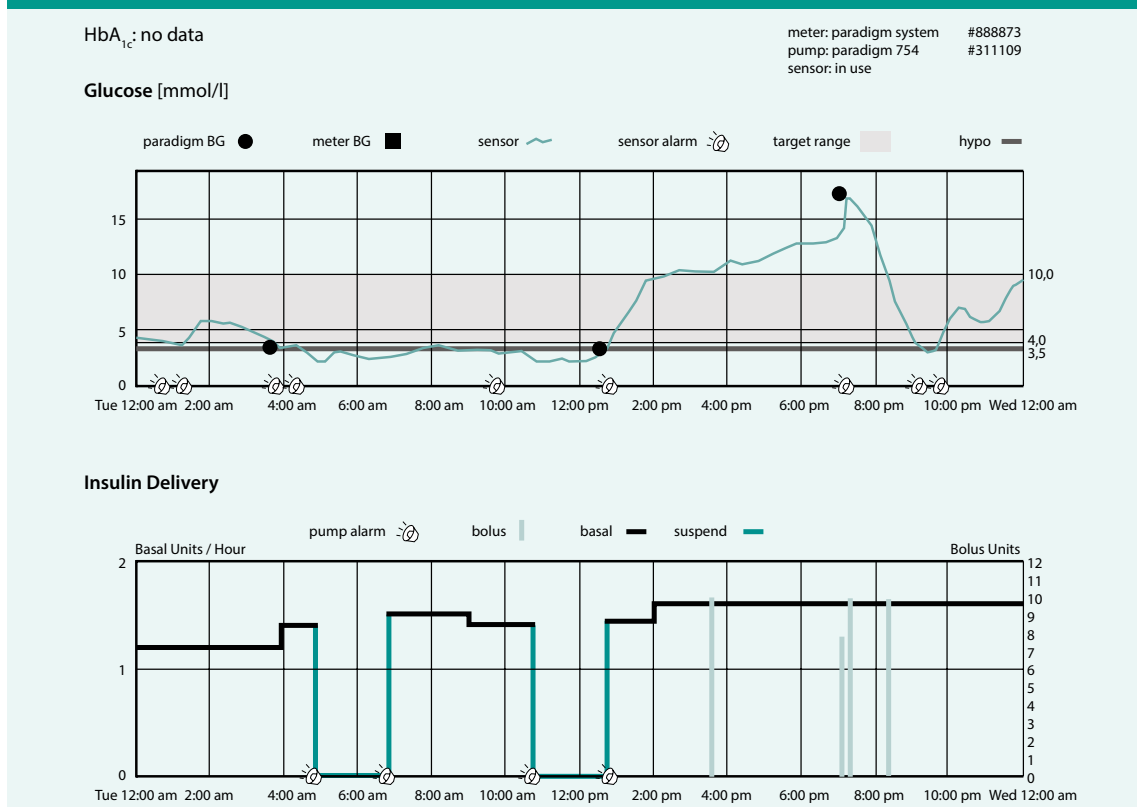 HbA1c: no data
meter: paradigm system #888873
pump: paradigm 754 #311109
sensor: in use
Glucose [mmol/l]
paradigm BG meter BG sensor sensor alarm target range hypo
15
10 10,0
5
4,0
3,5
0
Tue 12:00 am 2:00 am 4:00 am 6:00 am 8:00 am 10:00 am 12:00 pm 2:00 pm 4:00 pm 6:00 pm 8:00 pm 10:00 pm Wed 12:00 am
Insulin Delivery
pump alarm bolus basal suspend
Basal Units / Hour Bolus Units
2 12
11
10
9
8
7
1 6
5
4
3
2
1
0 0
Tue 12:00 am 2:00 am 4:00 am 6:00 am 8:00 am 10:00 am 12:00 pm 2:00 pm 4:00 pm 6:00 pm 8:00 pm 10:00 pm Wed 12:00 am